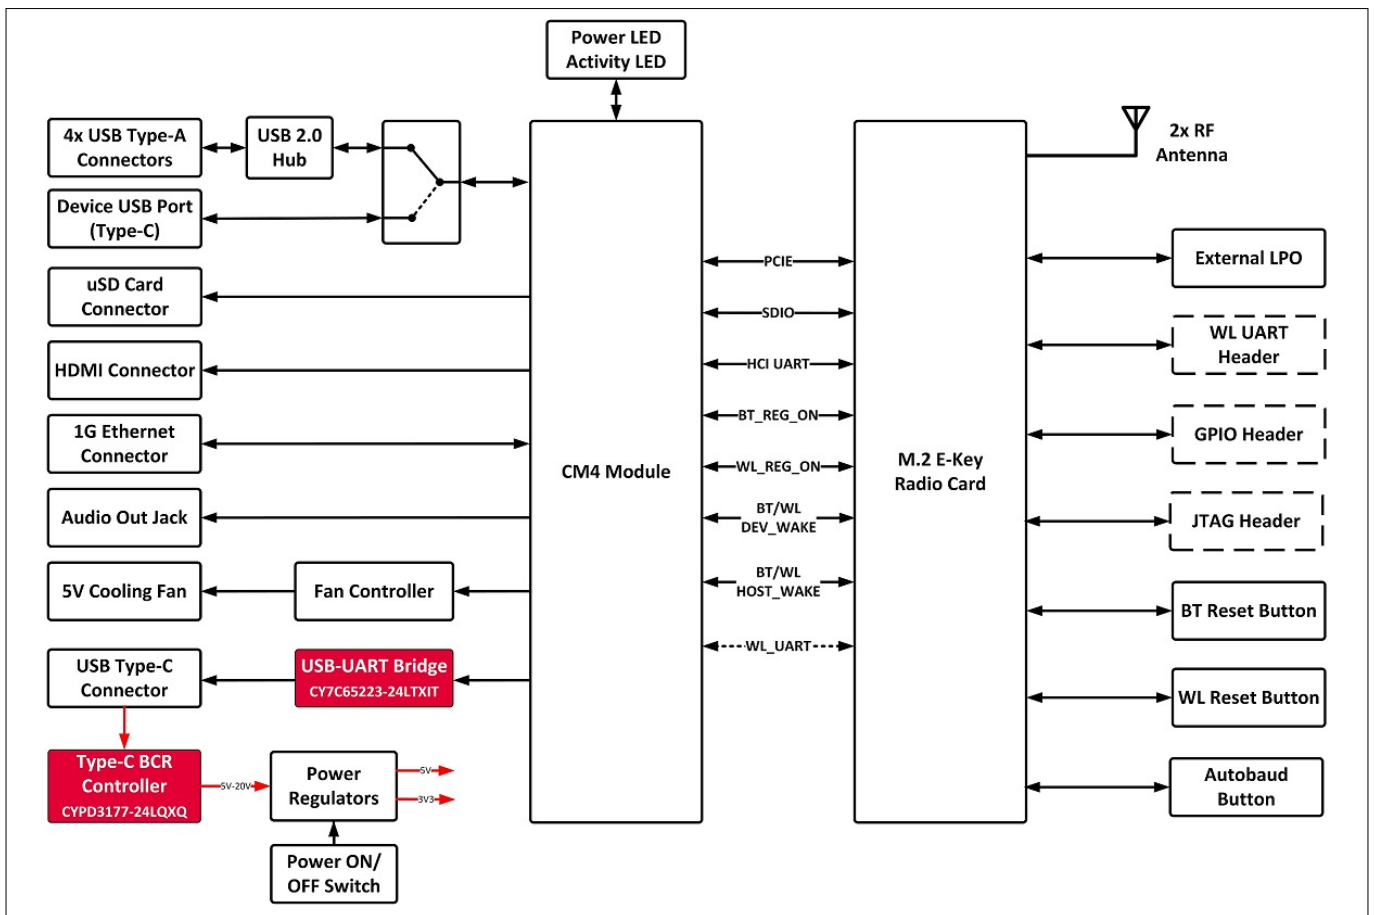 Power LED
Activity LED
4x USB Type-A
Connectors
USB 2.0
Hub
Device USB Port
(Type-C)
uSD Card
Connector
HDMI Connector
1G Ethernet
Connector
Audio Out Jack
5V Cooling Fan
Fan Controller
USB Type-C
Connector
USB-UART Bridge
CY7C65223-24LTXIT
Type-C BCR
Controller
CYPD3177-24LQXQ
5V-20V
Power
Regulators
5V
3V3
Power ON/
OFF Switch
CM4 Module
PCIE
SDIO
HCI UART
BT_REG_ON
WL_REG_ON
BT/WL
DEV_WAKE
BT/WL
HOST_WAKE
WL_UART
M.2 E-Key
Radio Card
2x RF
Antenna
External LPO
WL UART
Header
GPIO Header
JTAG Header
BT Reset Button
WL Reset Button
Autobaud
Button